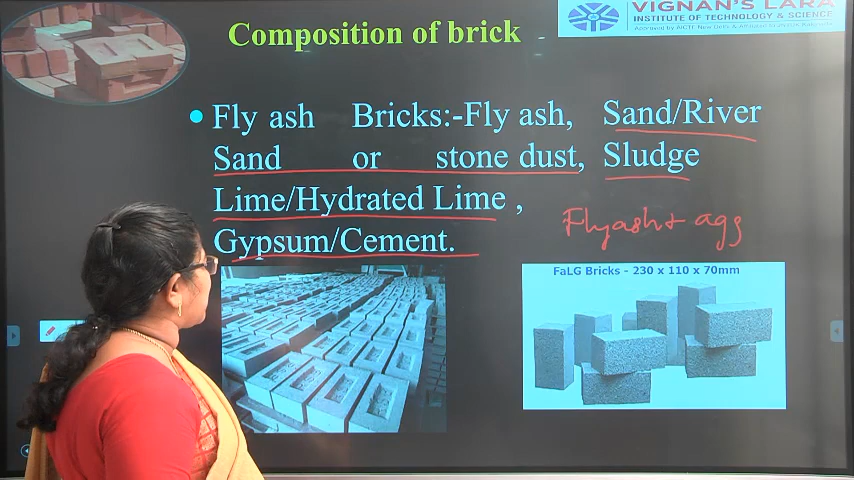 Composition of brick
VIGNAN'S LARA
INSTITUTE OF TECHNOLOGY & SCIENCE
• Fly ash Bricks:-Fly ash, Sand/River
Sand or stone dust, Sludge
Lime/Hydrated Lime ,
Gypsum/Cement.
Flyash + agg
FaLG Bricks - 230 x 110 x 70mm